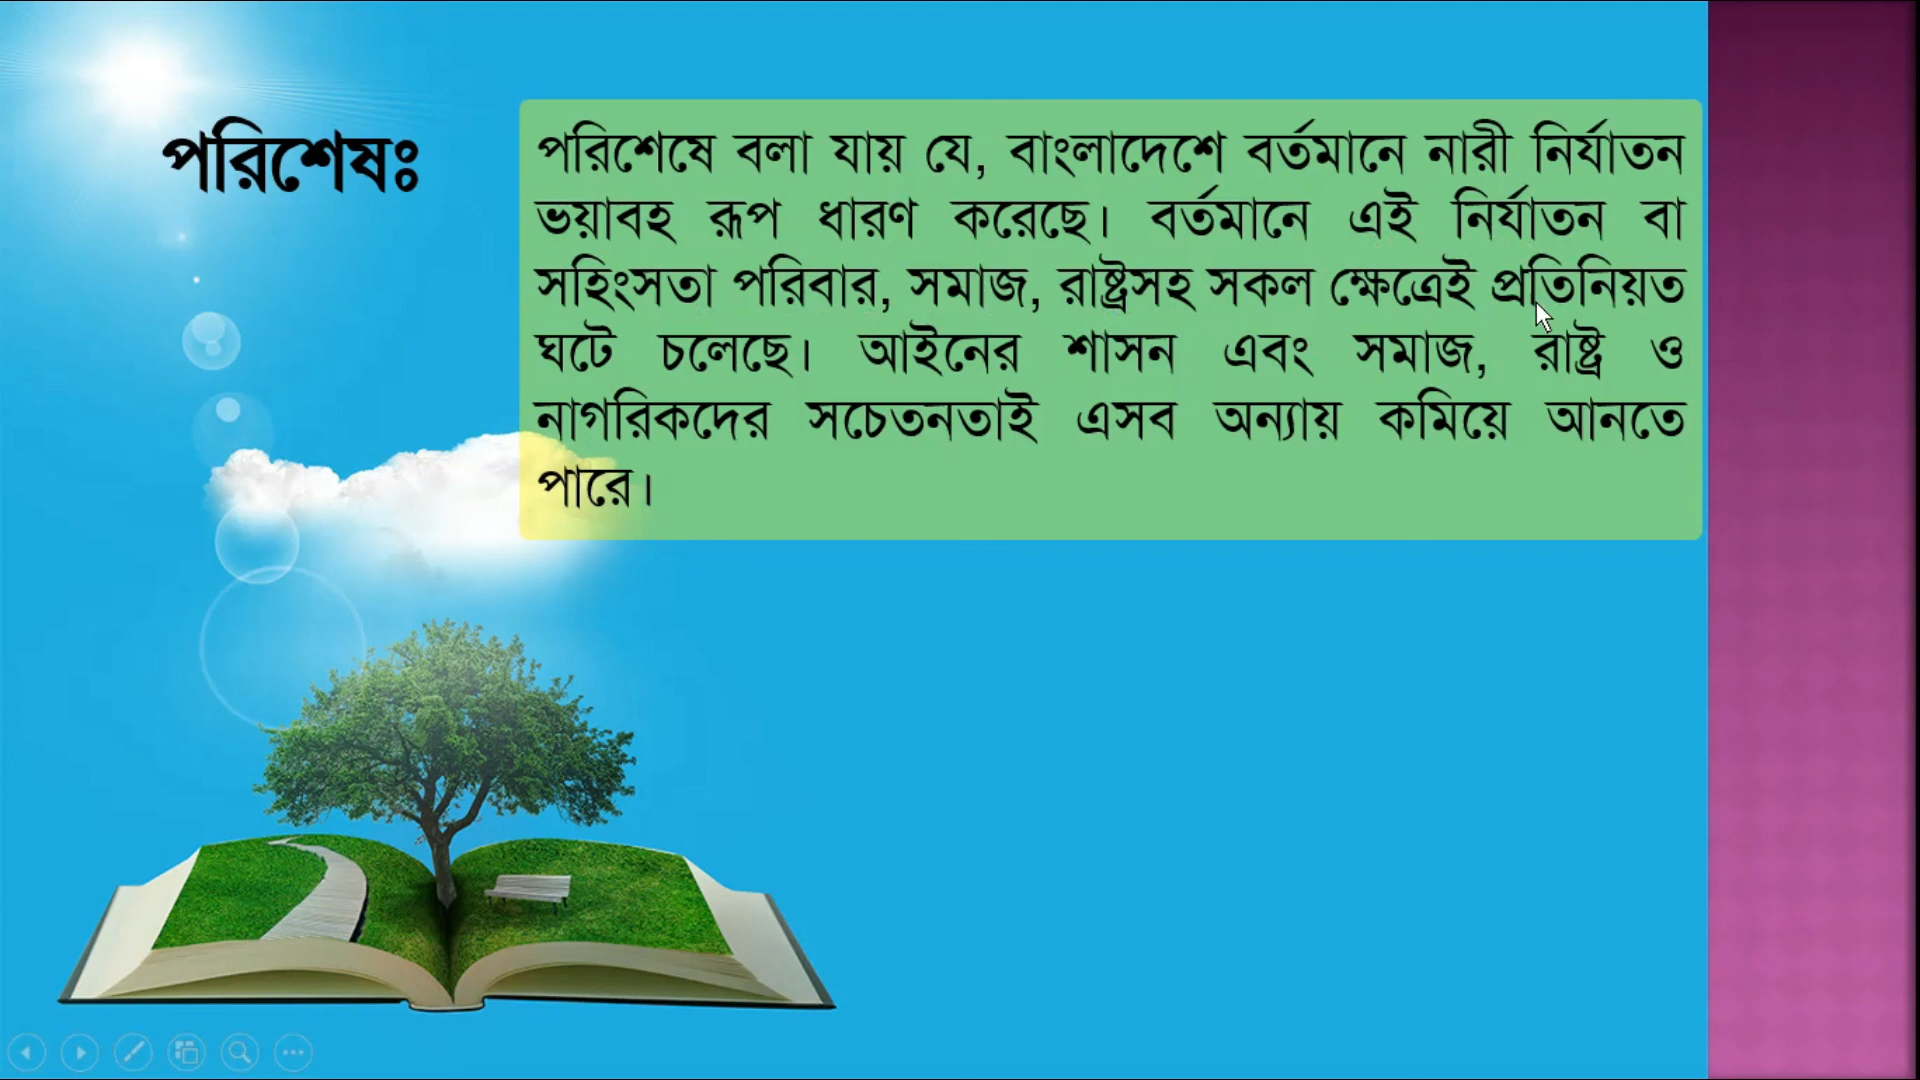 পরিশেষঃ
পরিশেষে বলা যায় যে, বাংলাদেশে বর্তমানে নারী নির্যাতন
ভয়াবহ রূপ ধারণ করেছে। বর্তমানে এই নির্যাতন বা
সহিংসতা পরিবার, সমাজ, রাষ্ট্রসহ সকল ক্ষেত্রেই প্রতিনিয়ত
ঘটে চলেছে। আইনের শাসন এবং সমাজ, রাষ্ট্র ও
নাগরিকদের সচেতনতাই এসব অন্যায় কমিয়ে আনতে
পারে।